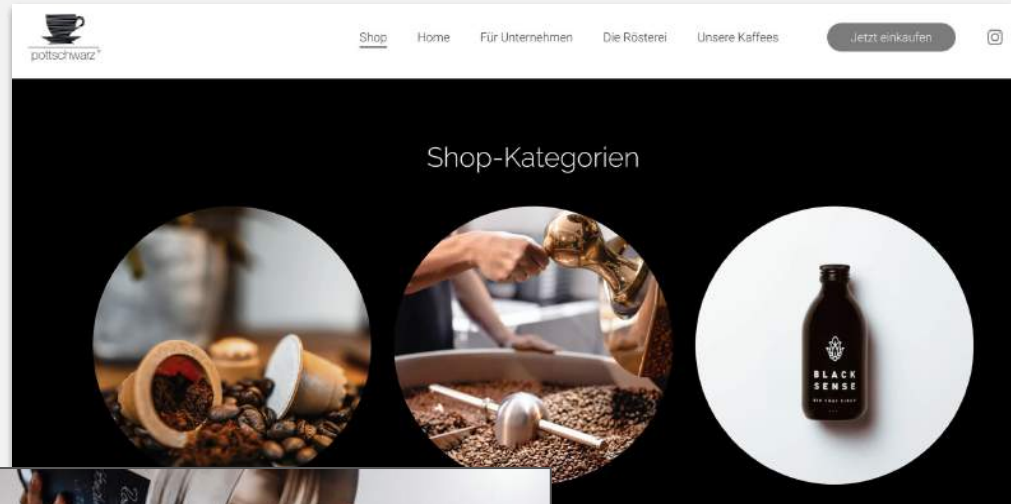 pottschwarz®
Shop Home Für Unternehmen Die Rösterei Unsere Kaffees Jetzt einkaufen
Shop-Kategorien
BLACK
SENSE